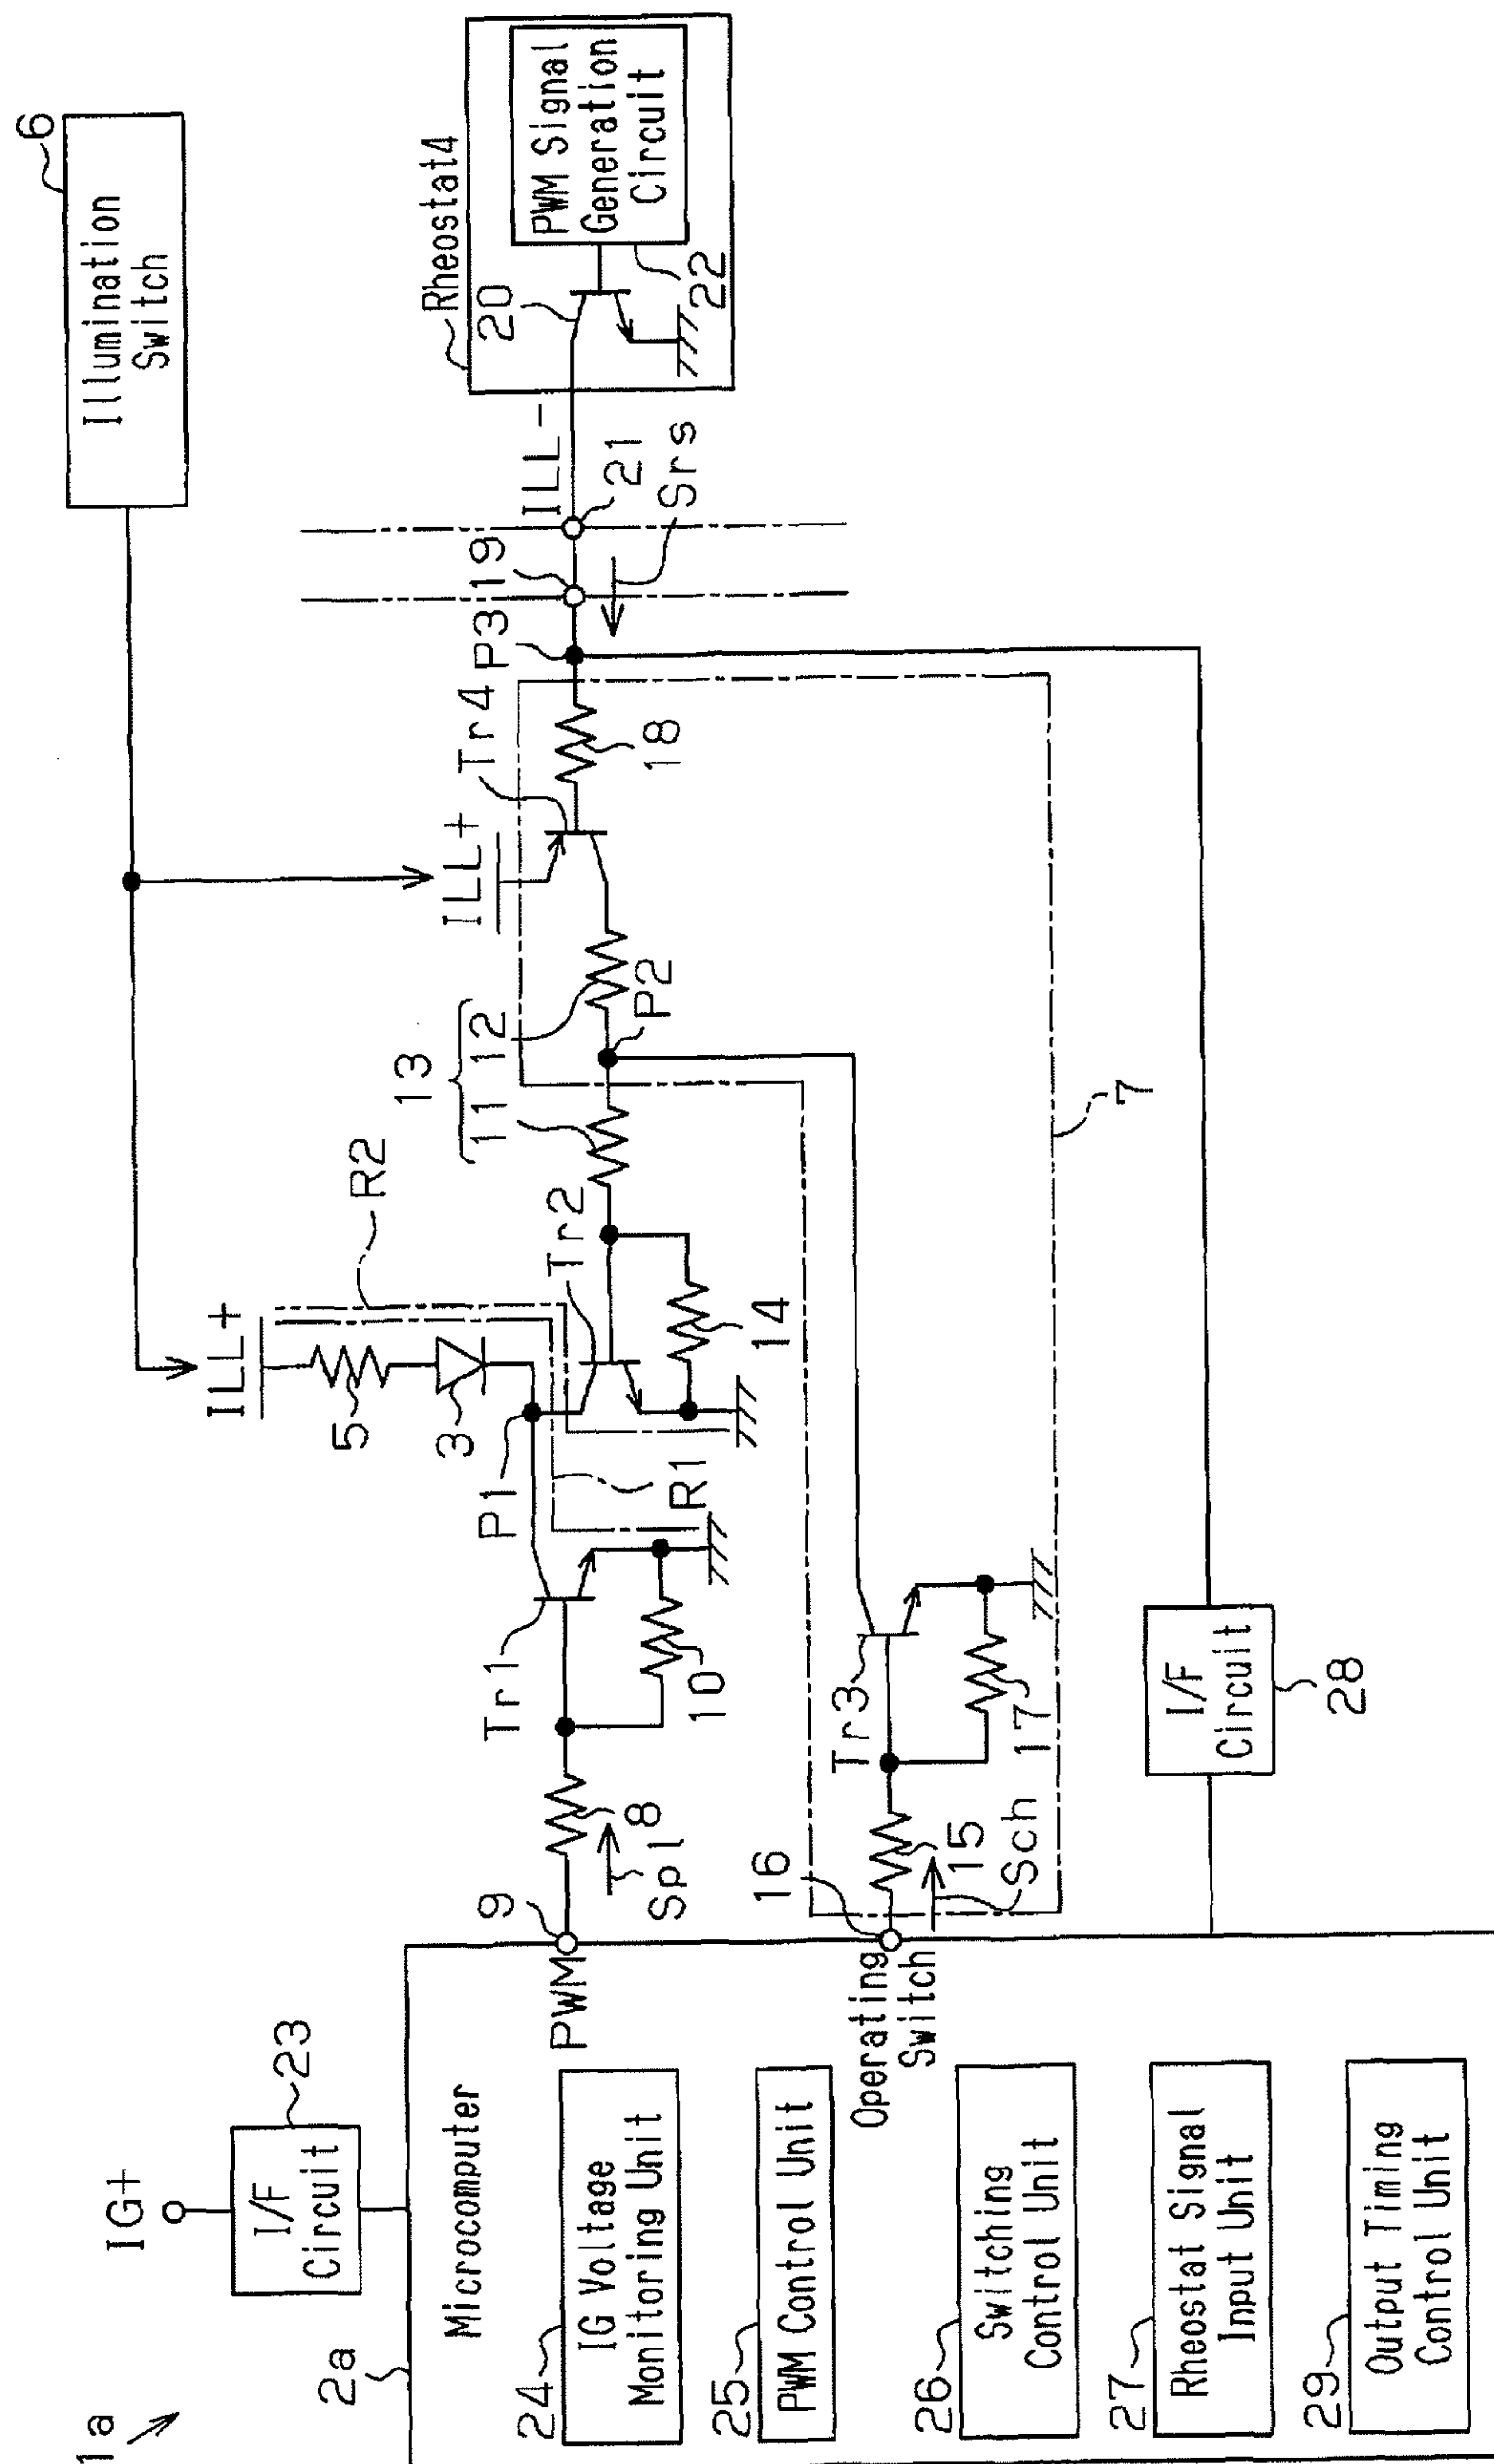 1a
IG+
I/F
Circuit
23
2a
Microcomputer
24
IG Voltage
Monitoring Unit
25
PWM Control Unit
26
Switching
Control Unit
27
Rheostat Signal
Input Unit
29
Output Timing
Control Unit
PWM
9
Operating
Switch
16
Spl
8
Tr1
10
15
Sch
Tr3
17
7
I/F
Circuit
28
P1
R1
ILL+
5
3
R2
Tr2
14
13
11
12
P2
ILL+
Tr4
18
P3
19
21
Srs
ILL-
Illumination
Switch
6
Rheostat4
20
22
PWM Signal
Generation
Circuit